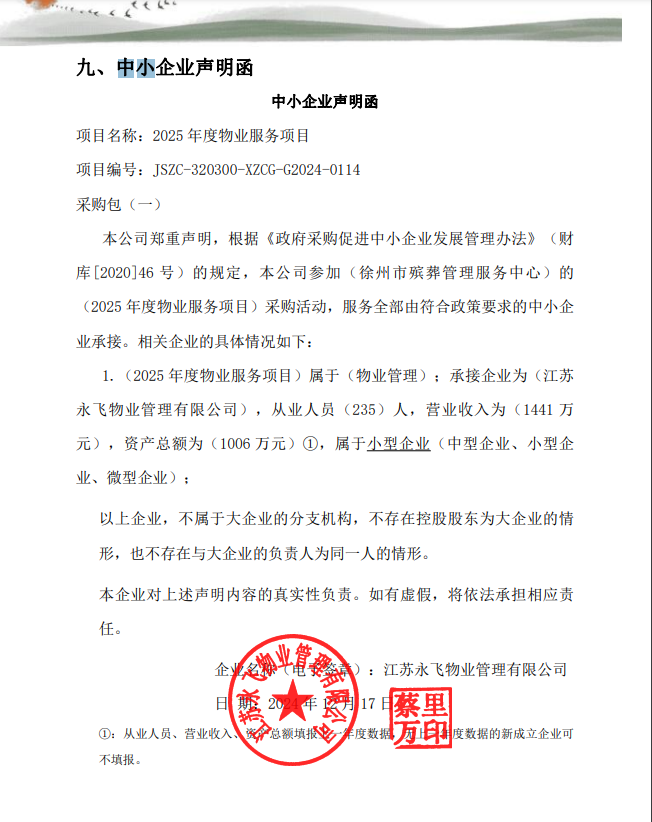 九、中小企业声明函
中小企业声明函
项目名称：2025 年度物业服务项目
项目编号：JSZC-320300-XZCG-G2024-0114
采购包（一）
本公司郑重声明，根据《政府采购促进中小企业发展管理办法》（财
库[2020]46 号）的规定，本公司参加（徐州市殡葬管理服务中心）的
（2025 年度物业服务项目）采购活动，服务全部由符合政策要求的中小企
业承接。相关企业的具体情况如下：
1.（2025 年度物业服务项目）属于（物业管理）；承接企业为（江苏
永飞物业管理有限公司），从业人员（235）人，营业收入为（1441 万
元），资产总额为（1006 万元）①，属于小型企业（中型企业、小型企
业、微型企业）；
以上企业，不属于大企业的分支机构，不存在控股股东为大企业的情
形，也不存在与大企业的负责人为同一人的情形。
本企业对上述声明内容的真实性负责。如有虚假，将依法承担相应责
任。
企业名称（电子签章）：江苏永飞物业管理有限公司
日 期：2024 年 12 月 17 日
①：从业人员、营业收入、资产总额填报上一年度数据，无上一年度数据的新成立企业可
不填报。
江苏永飞物业管理有限公司
蔡里
万印